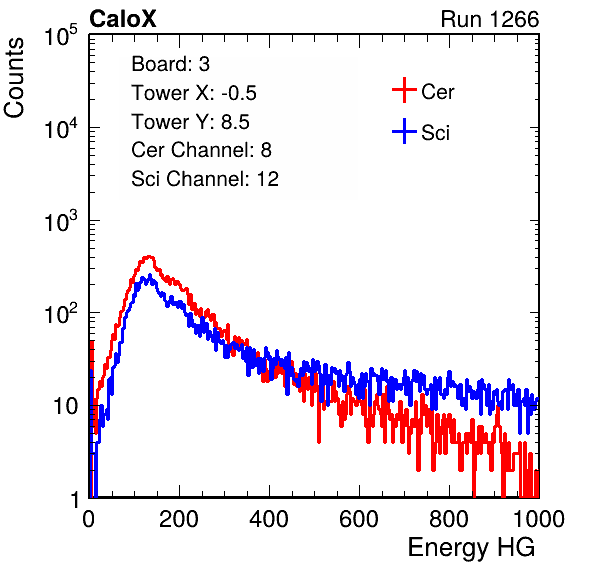 CaloX Run 1266
Counts
10^5
10^4
10^3
10^2
10
1
Board: 3
Tower X: -0.5
Tower Y: 8.5
Cer Channel: 8
Sci Channel: 12
Cer
Sci
0 200 400 600 800 1000
Energy HG